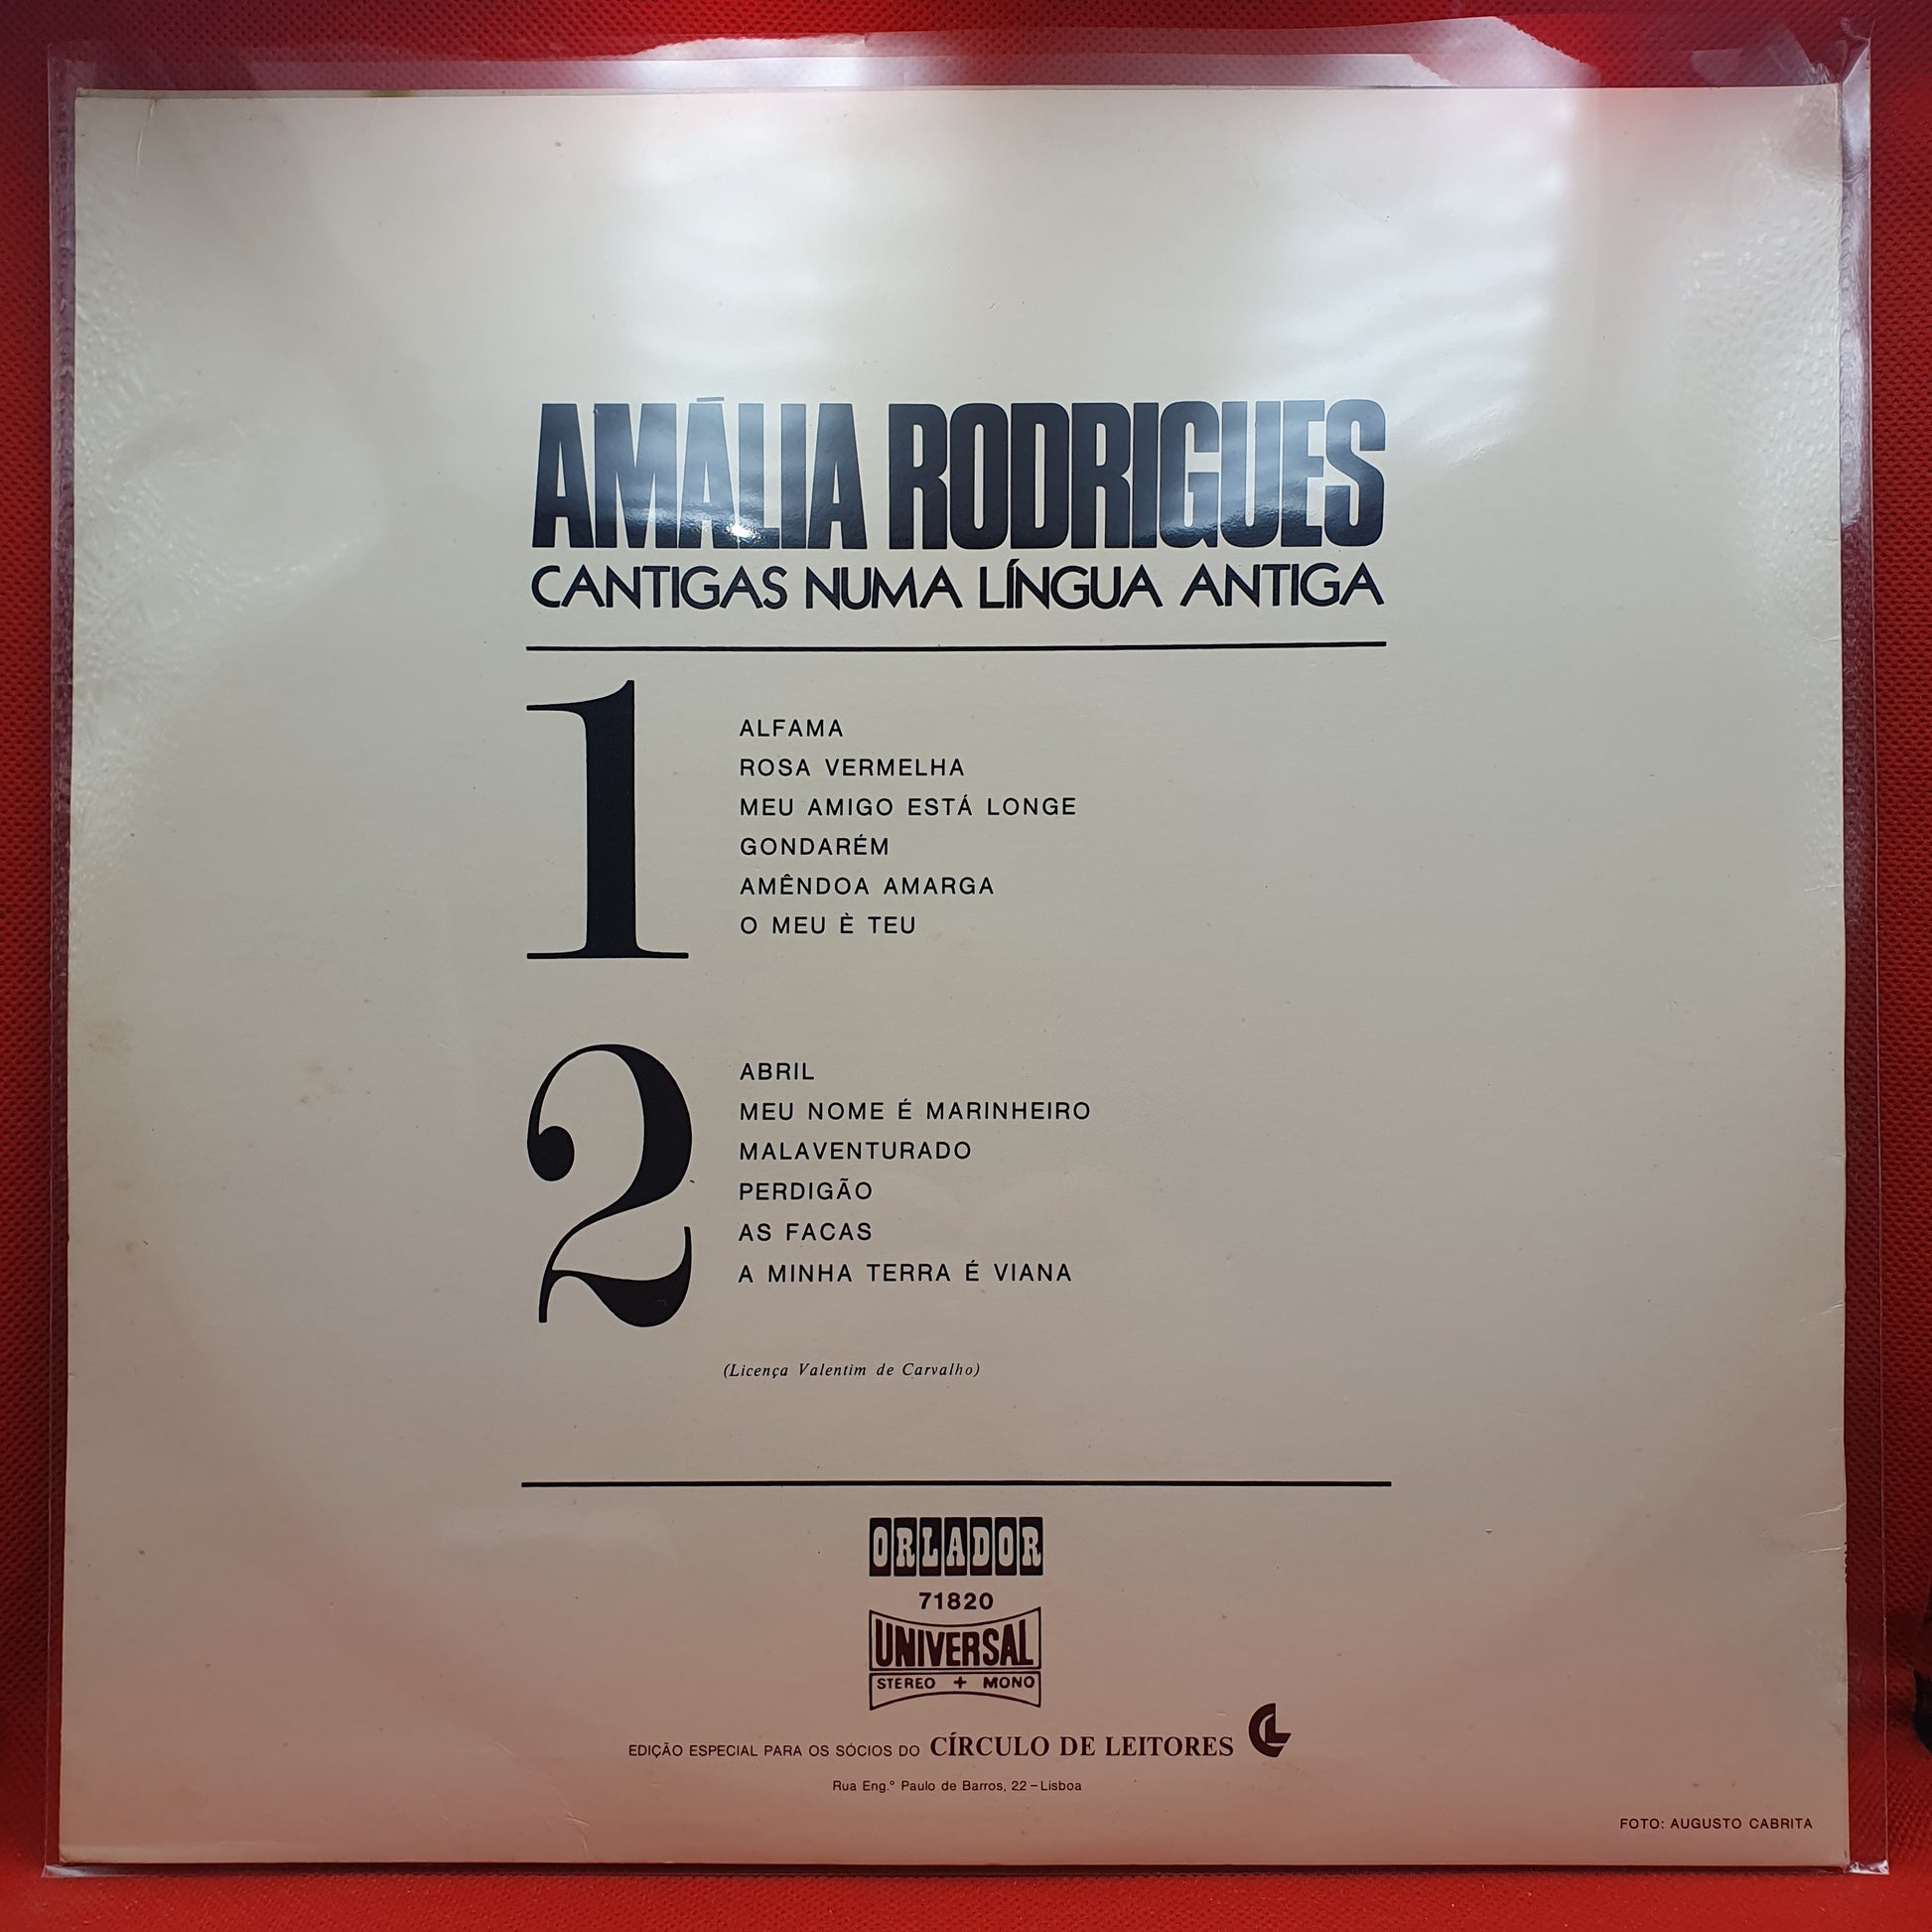 AMÁLIA RODRIGUES
CANTIGAS NUMA LÍNGUA ANTIGA
1
ALFAMA
ROSA VERMELHA
MEU AMIGO ESTÁ LONGE
GONDARÉM
AMÊNDOA AMARGA
O MEU È TEU
2
ABRIL
MEU NOME É MARINHEIRO
MALAVENTURADO
PERDIGÃO
AS FACAS
A MINHA TERRA É VIANA
(Licença Valentim de Carvalho)
ORLADOR
71820
UNIVERSAL
STEREO + MONO
EDIÇÃO ESPECIAL PARA OS SÓCIOS DO CÍRCULO DE LEITORES CL
Rua Eng.º Paulo de Barros, 22 – Lisboa
FOTO: AUGUSTO CABRITA